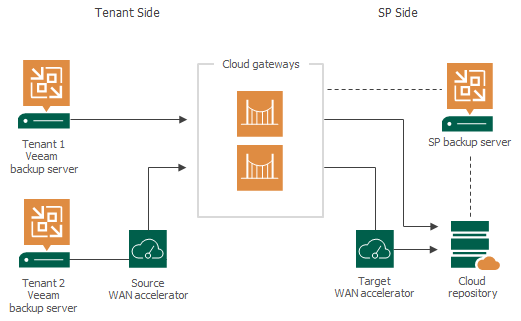 Tenant Side
SP Side
Cloud gateways
Tenant 1
Veeam
backup server
SP backup server
Tenant 2
Veeam
backup server
Source
WAN accelerator
Target
WAN accelerator
Cloud
repository